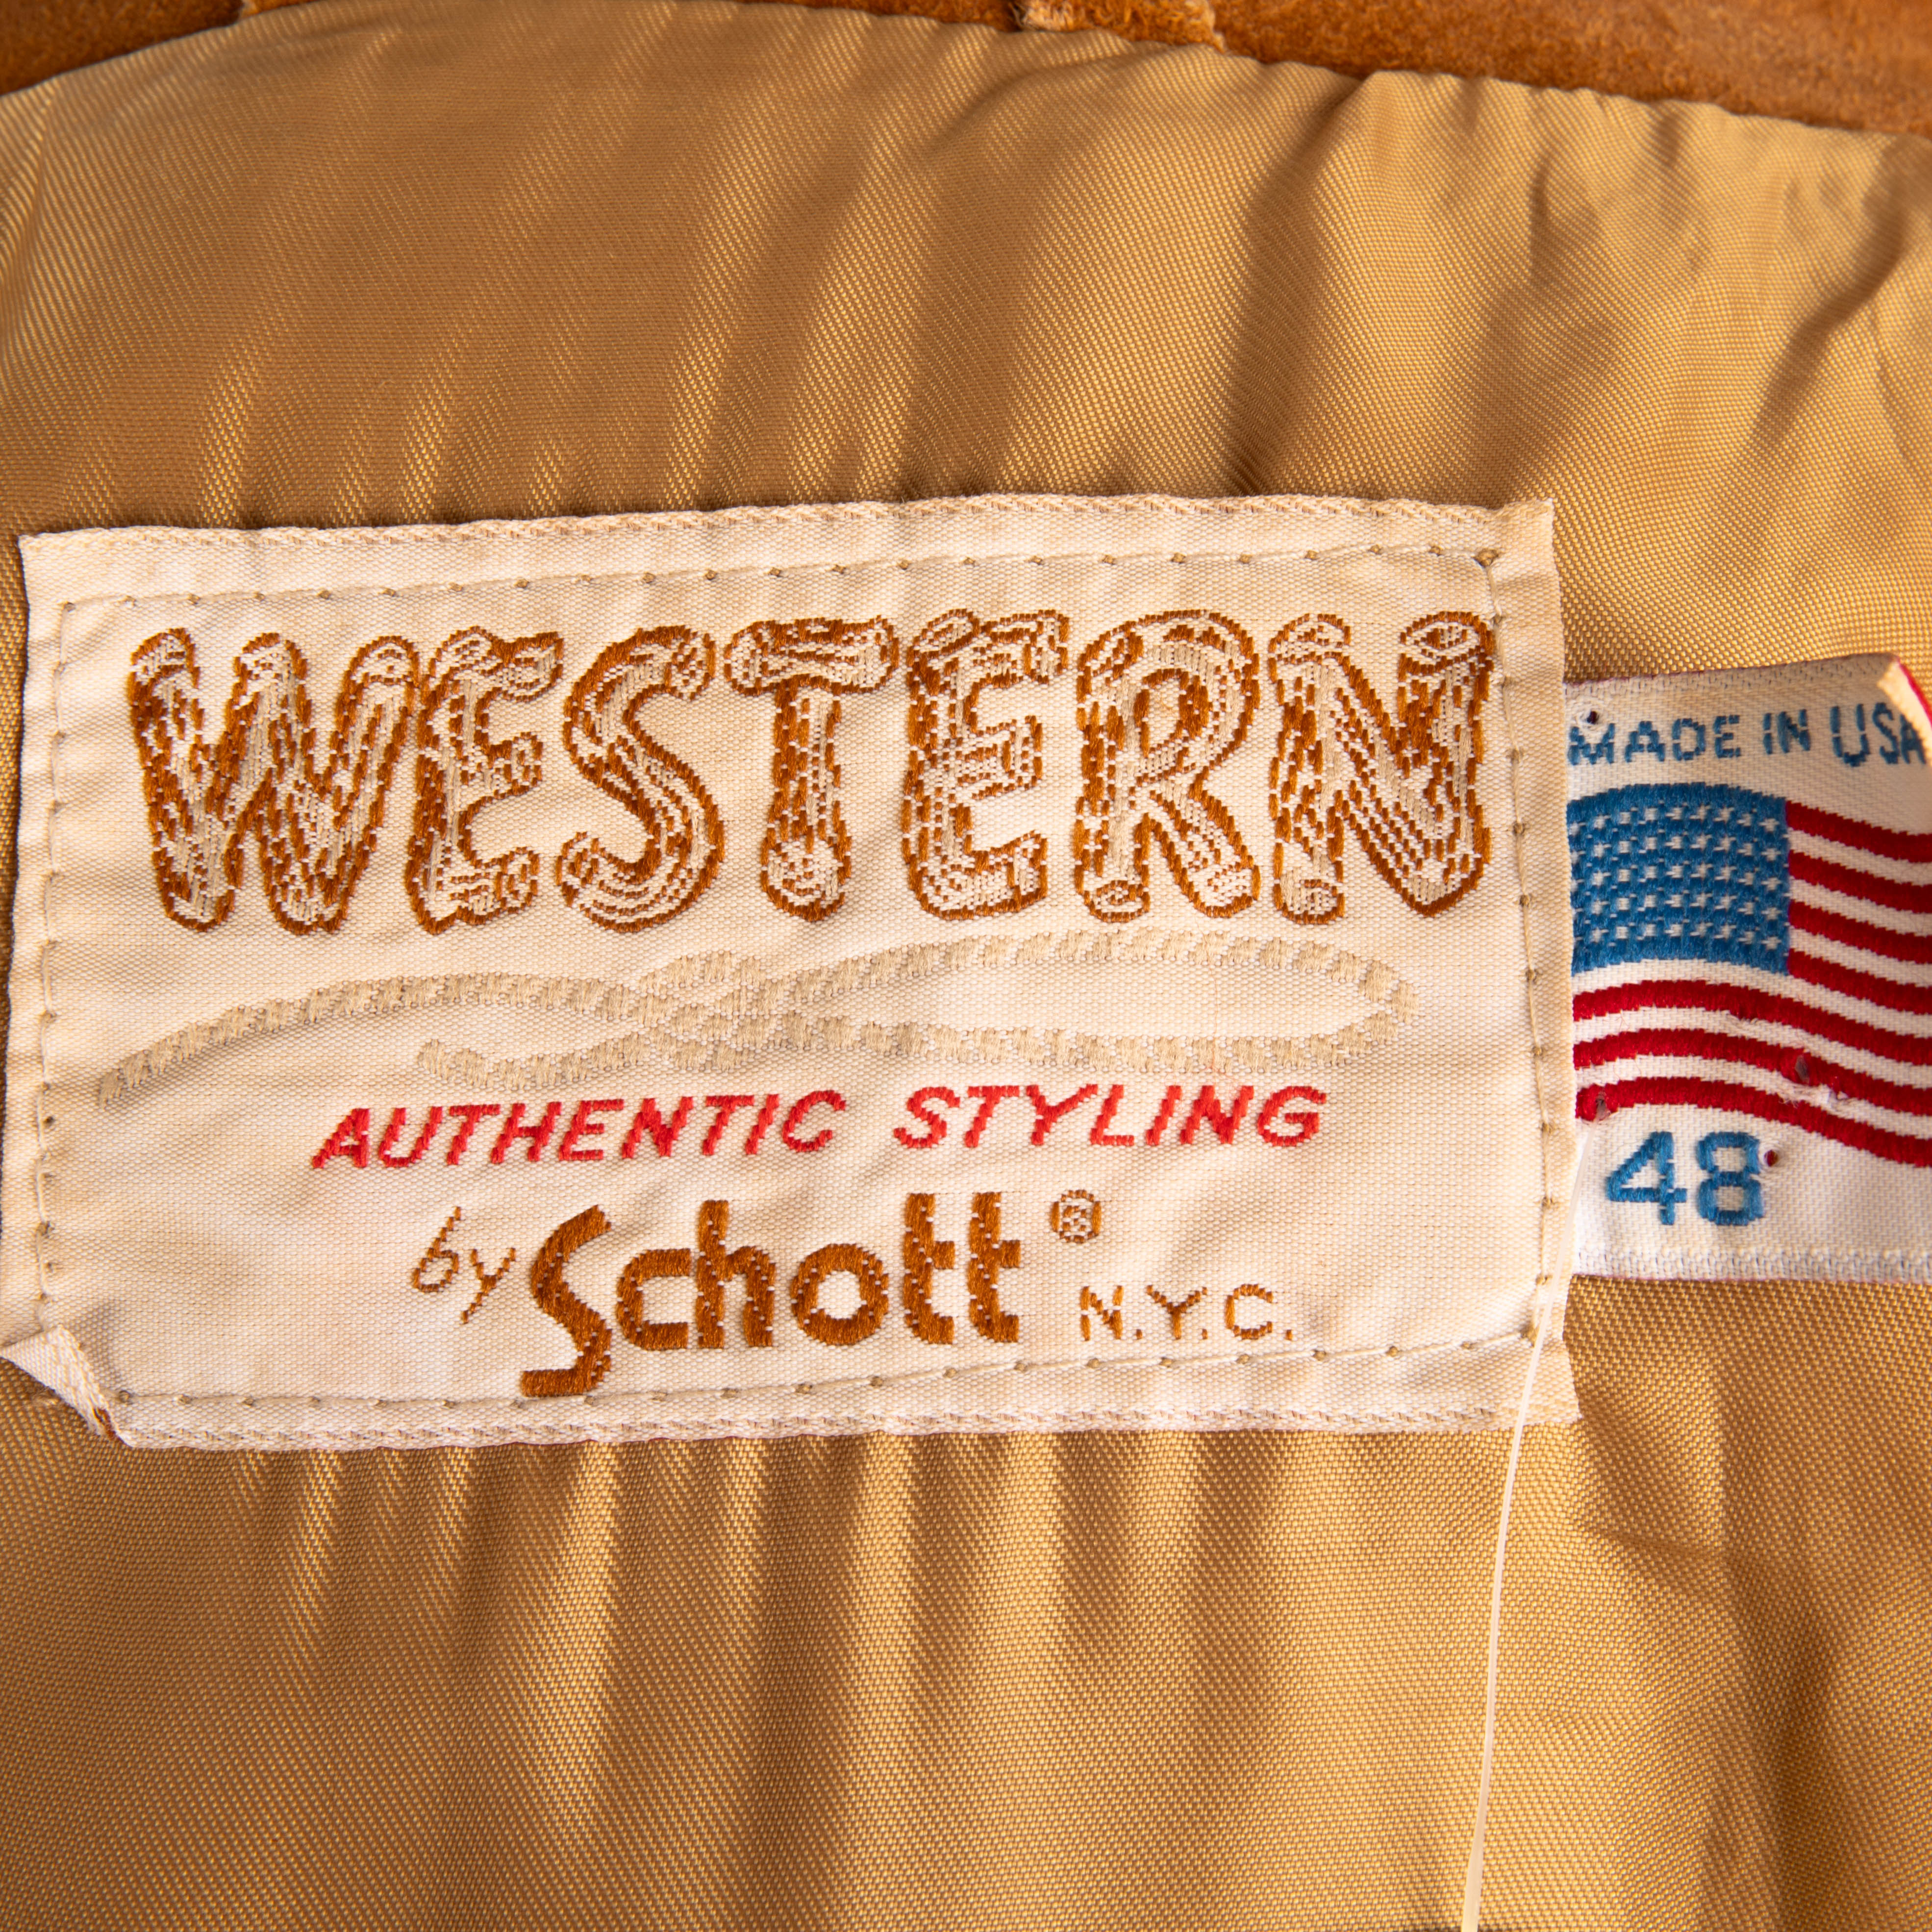 WESTERN
AUTHENTIC STYLING
by Schott® N.Y.C.
MADE IN USA
48